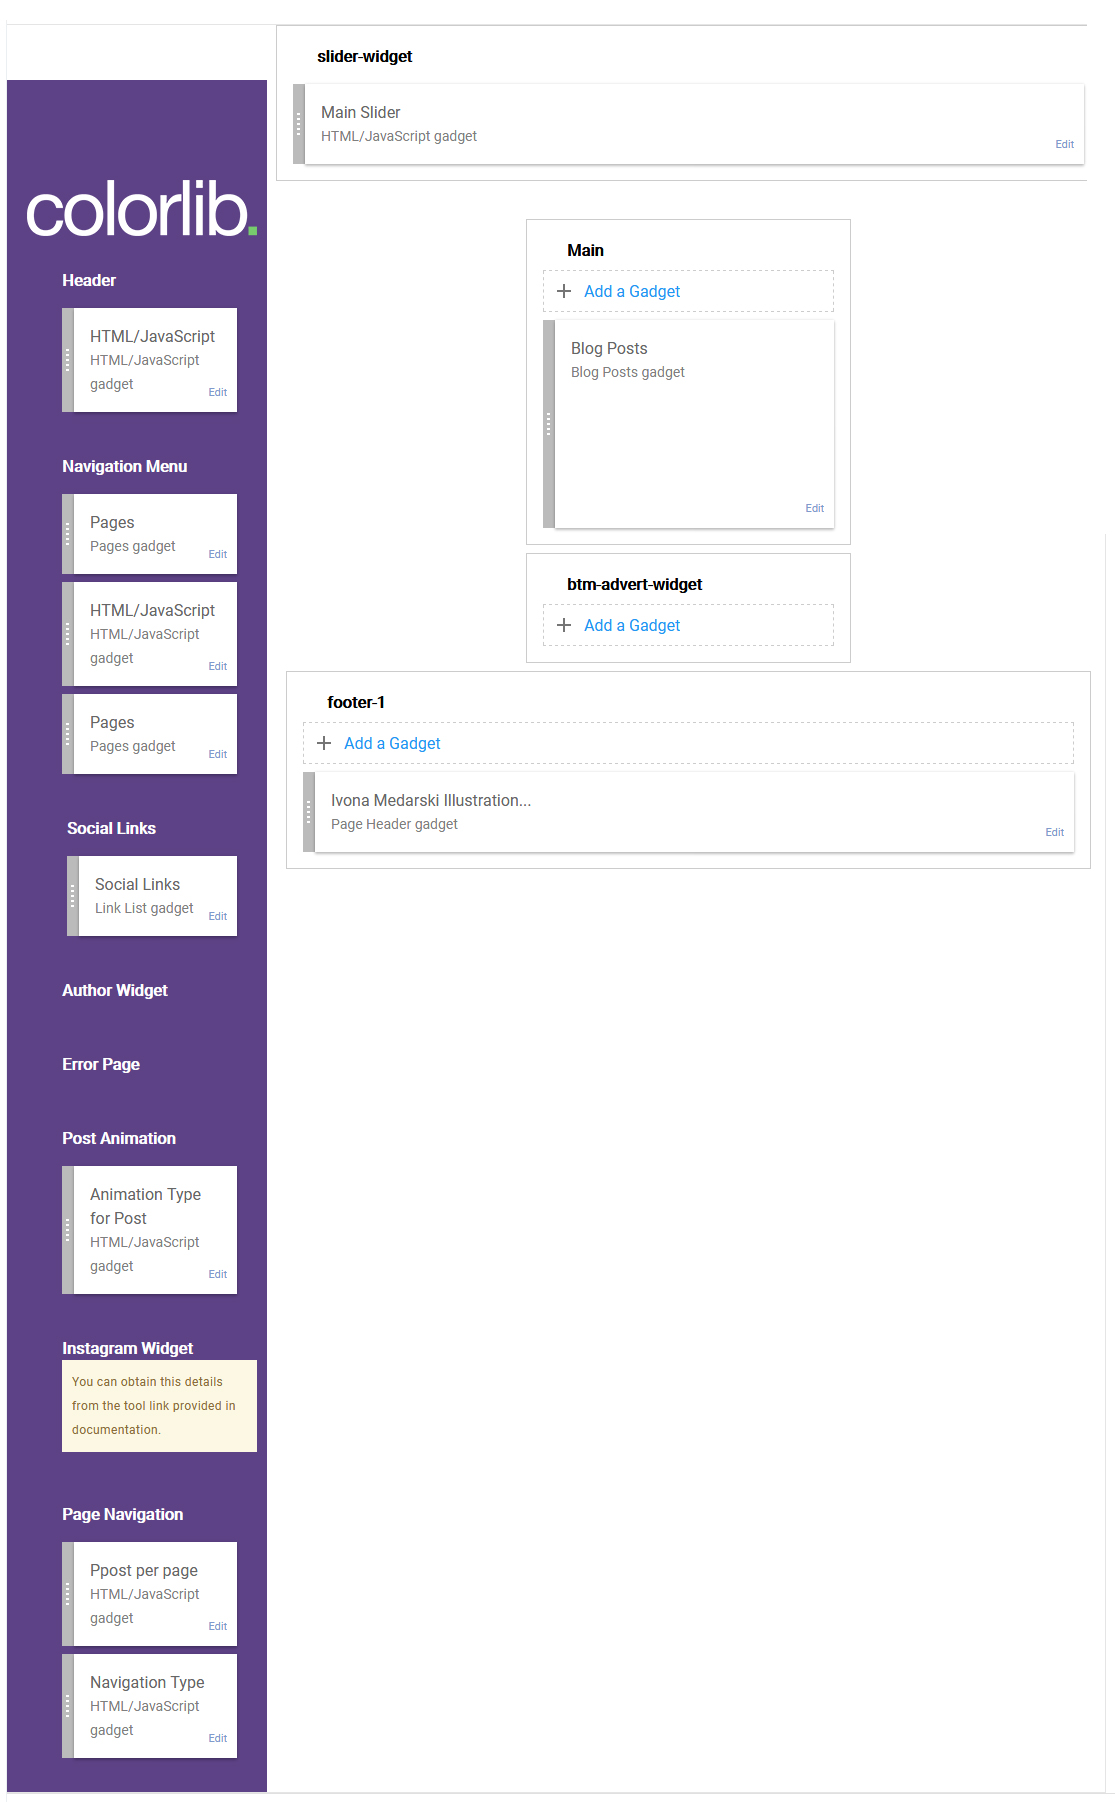 colorlib.
Header
HTML/JavaScript
HTML/JavaScript
gadget
Edit
Navigation Menu
Pages
Pages gadget
Edit
HTML/JavaScript
HTML/JavaScript
gadget
Edit
Pages
Pages gadget
Edit
Social Links
Social Links
Link List gadget
Edit
Author Widget
Error Page
Post Animation
Animation Type
for Post
HTML/JavaScript
gadget
Edit
Instagram Widget
You can obtain this details
from the tool link provided in
documentation.
Page Navigation
Ppost per page
HTML/JavaScript
gadget
Edit
Navigation Type
HTML/JavaScript
gadget
Edit
slider-widget
Main Slider
HTML/JavaScript gadget
Edit
Main
Add a Gadget
Blog Posts
Blog Posts gadget
Edit
btm-advert-widget
Add a Gadget
footer-1
Add a Gadget
Ivona Medarski Illustration...
Page Header gadget
Edit